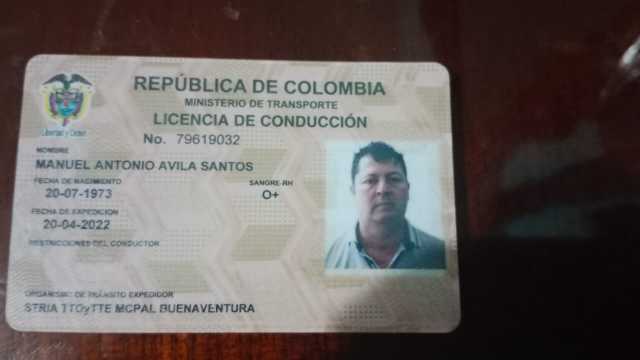 REPÚBLICA DE COLOMBIA
MINISTERIO DE TRANSPORTE
LICENCIA DE CONDUCCIÓN
No. 79619032
Libertad y Orden
NOMBRE
MANUEL ANTONIO AVILA SANTOS
FECHA DE NACIMIENTO
20-07-1973
SANGRE-RH
O+
FECHA DE EXPEDICION
20-04-2022
RESTRICCIONES DEL CONDUCTOR
ORGANISMO DE TRÁNSITO EXPEDIDOR
STRIA TTOyTTE MCPAL BUENAVENTURA